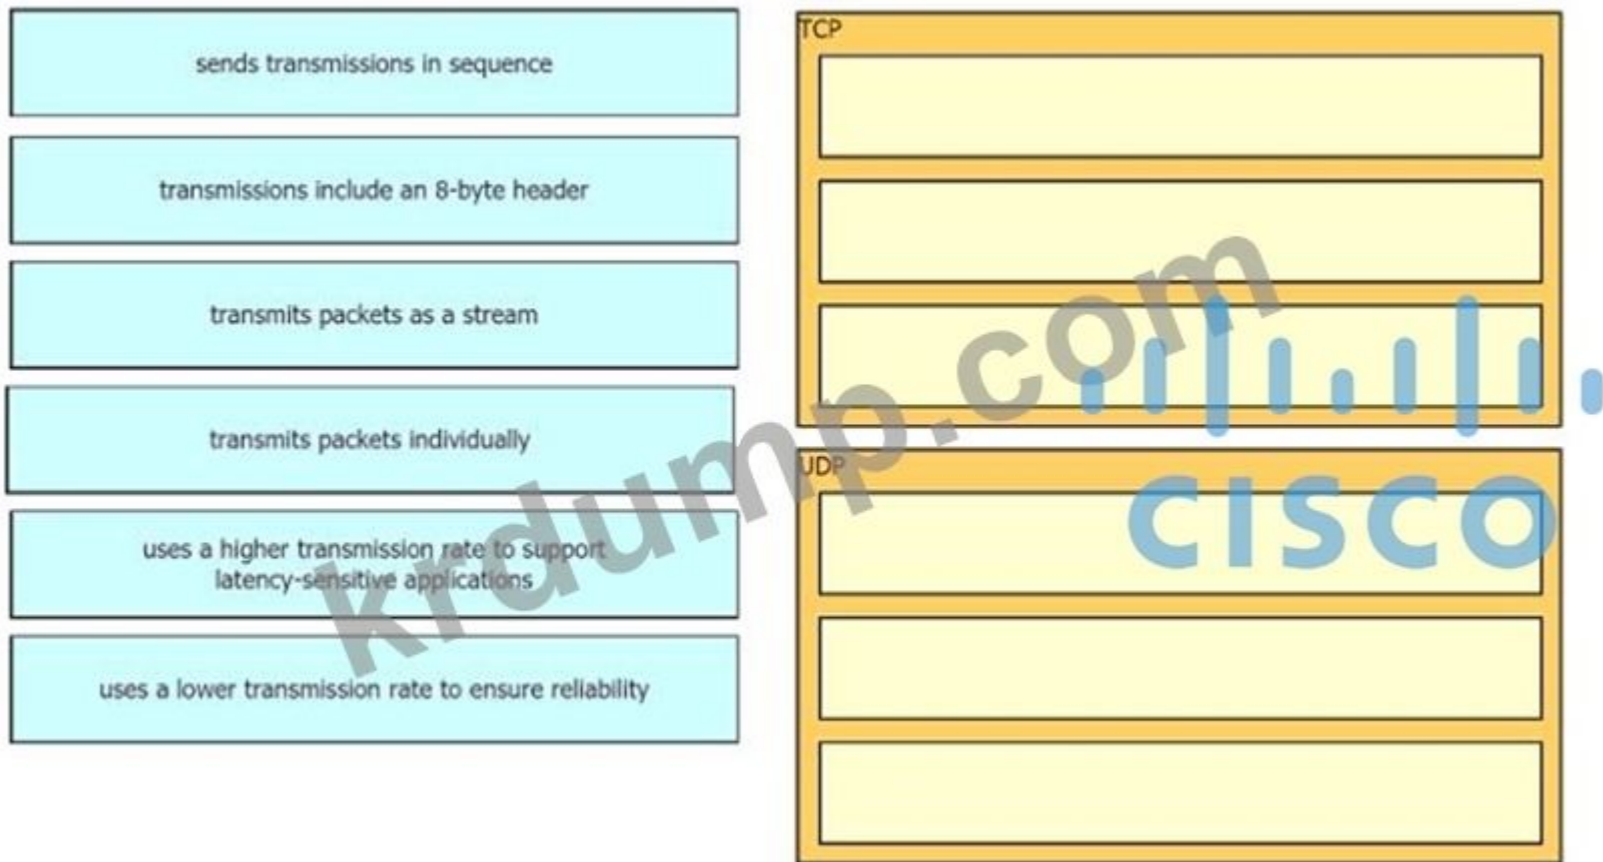 sends transmissions in sequence
transmissions include an 8-byte header
transmits packets as a stream
transmits packets individually
uses a higher transmission rate to support
latency-sensitive applications
uses a lower transmission rate to ensure reliability
TCP
UDP
krdump.com
CISCO